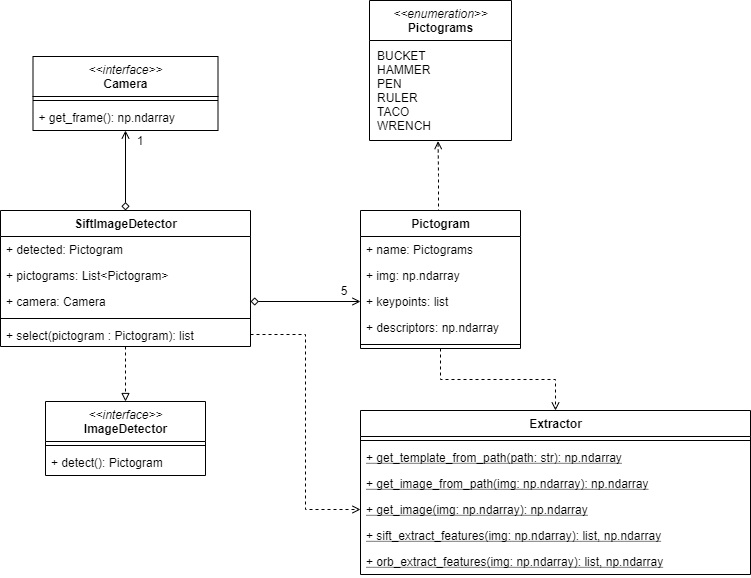 <<enumeration>>
Pictograms
BUCKET
HAMMER
PEN
RULER
TACO
WRENCH
<<interface>>
Camera
+ get_frame(): np.ndarray
1
SiftImageDetector
+ detected: Pictogram
+ pictograms: List<Pictogram>
+ camera: Camera
+ select(pictogram : Pictogram): list
5
Pictogram
+ name: Pictograms
+ img: np.ndarray
+ keypoints: list
+ descriptors: np.ndarray
<<interface>>
ImageDetector
+ detect(): Pictogram
Extractor
+ get_template_from_path(path: str): np.ndarray
+ get_image_from_path(img: np.ndarray): np.ndarray
+ get_image(img: np.ndarray): np.ndarray
+ sift_extract_features(img: np.ndarray): list, np.ndarray
+ orb_extract_features(img: np.ndarray): list, np.ndarray